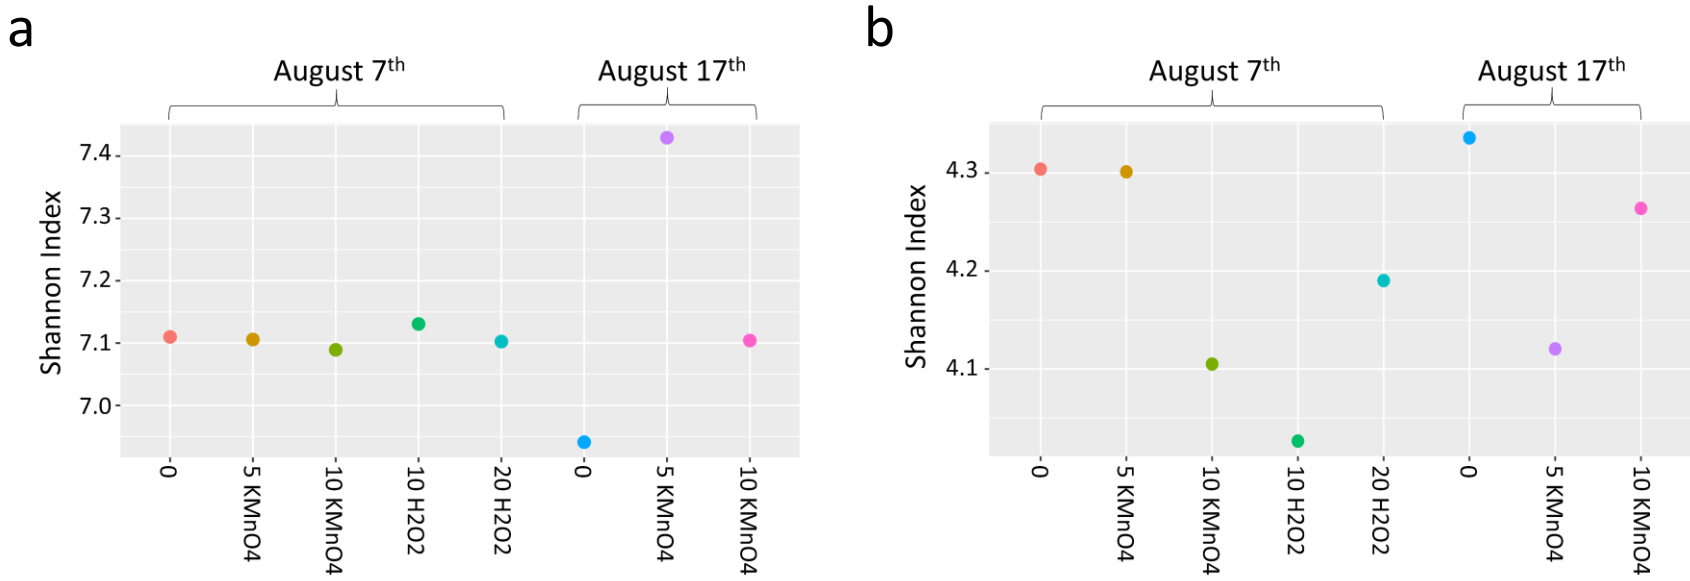 a
August 7th
August 17th
Shannon Index
7.4
7.3
7.2
7.1
7.0
0
5 KMnO4
10 KMnO4
10 H2O2
20 H2O2
0
5 KMnO4
10 KMnO4
b
August 7th
August 17th
Shannon Index
4.3
4.2
4.1
0
5 KMnO4
10 KMnO4
10 H2O2
20 H2O2
0
5 KMnO4
10 KMnO4